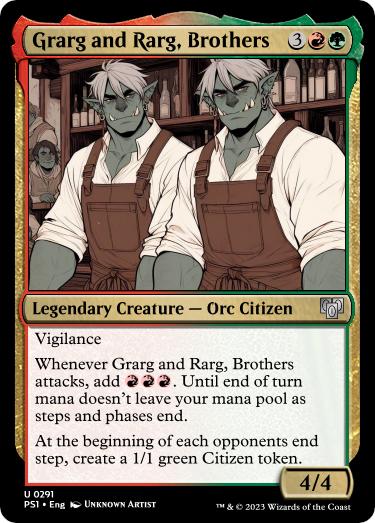 Grarg and Rarg, Brothers 3
Legendary Creature — Orc Citizen
Vigilance
Whenever Grarg and Rarg, Brothers
attacks, add . Until end of turn
mana doesn't leave your mana pool as
steps and phases end.
At the beginning of each opponents end
step, create a 1/1 green Citizen token.
4/4
U 0291
PS1 • Eng Unknown Artist
™ & © 2023 Wizards of the Coast